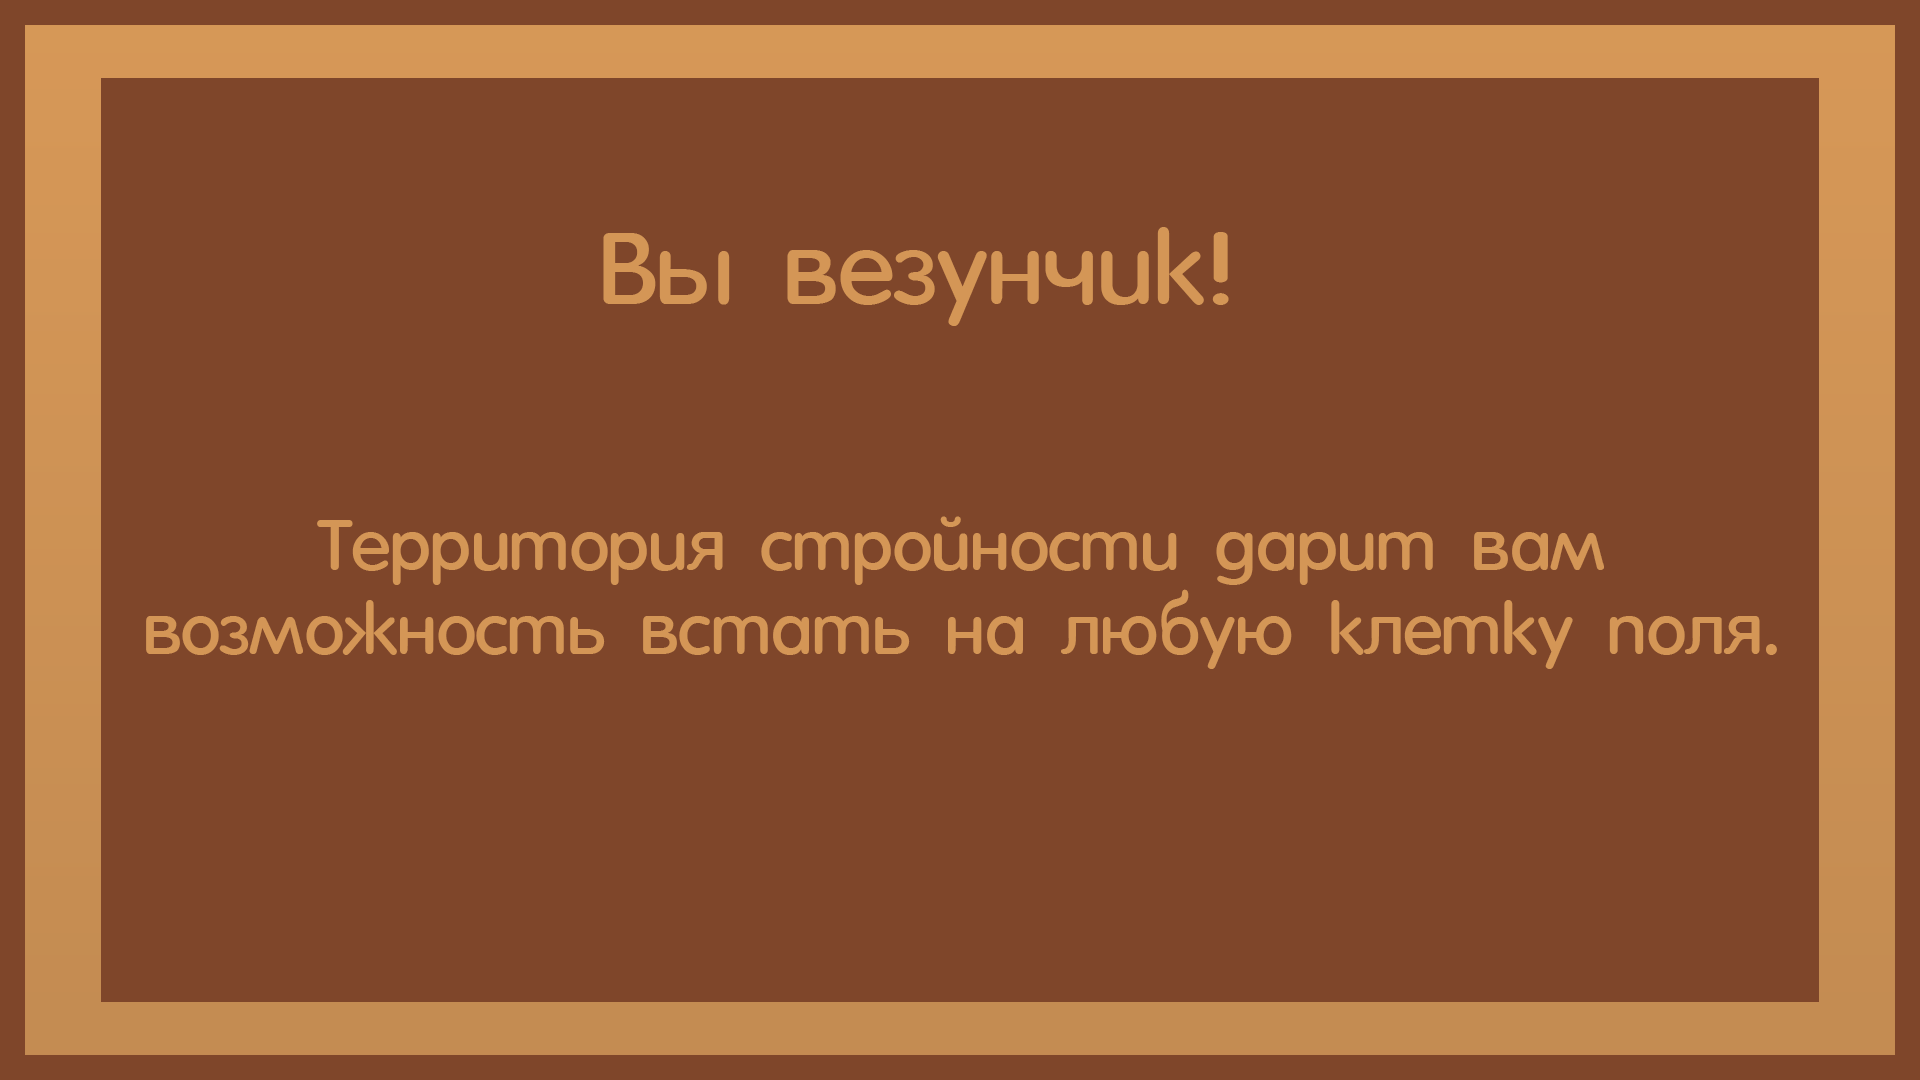 Вы везунчик!
Территория стройности дарит вам
возможность встать на любую клетку поля.